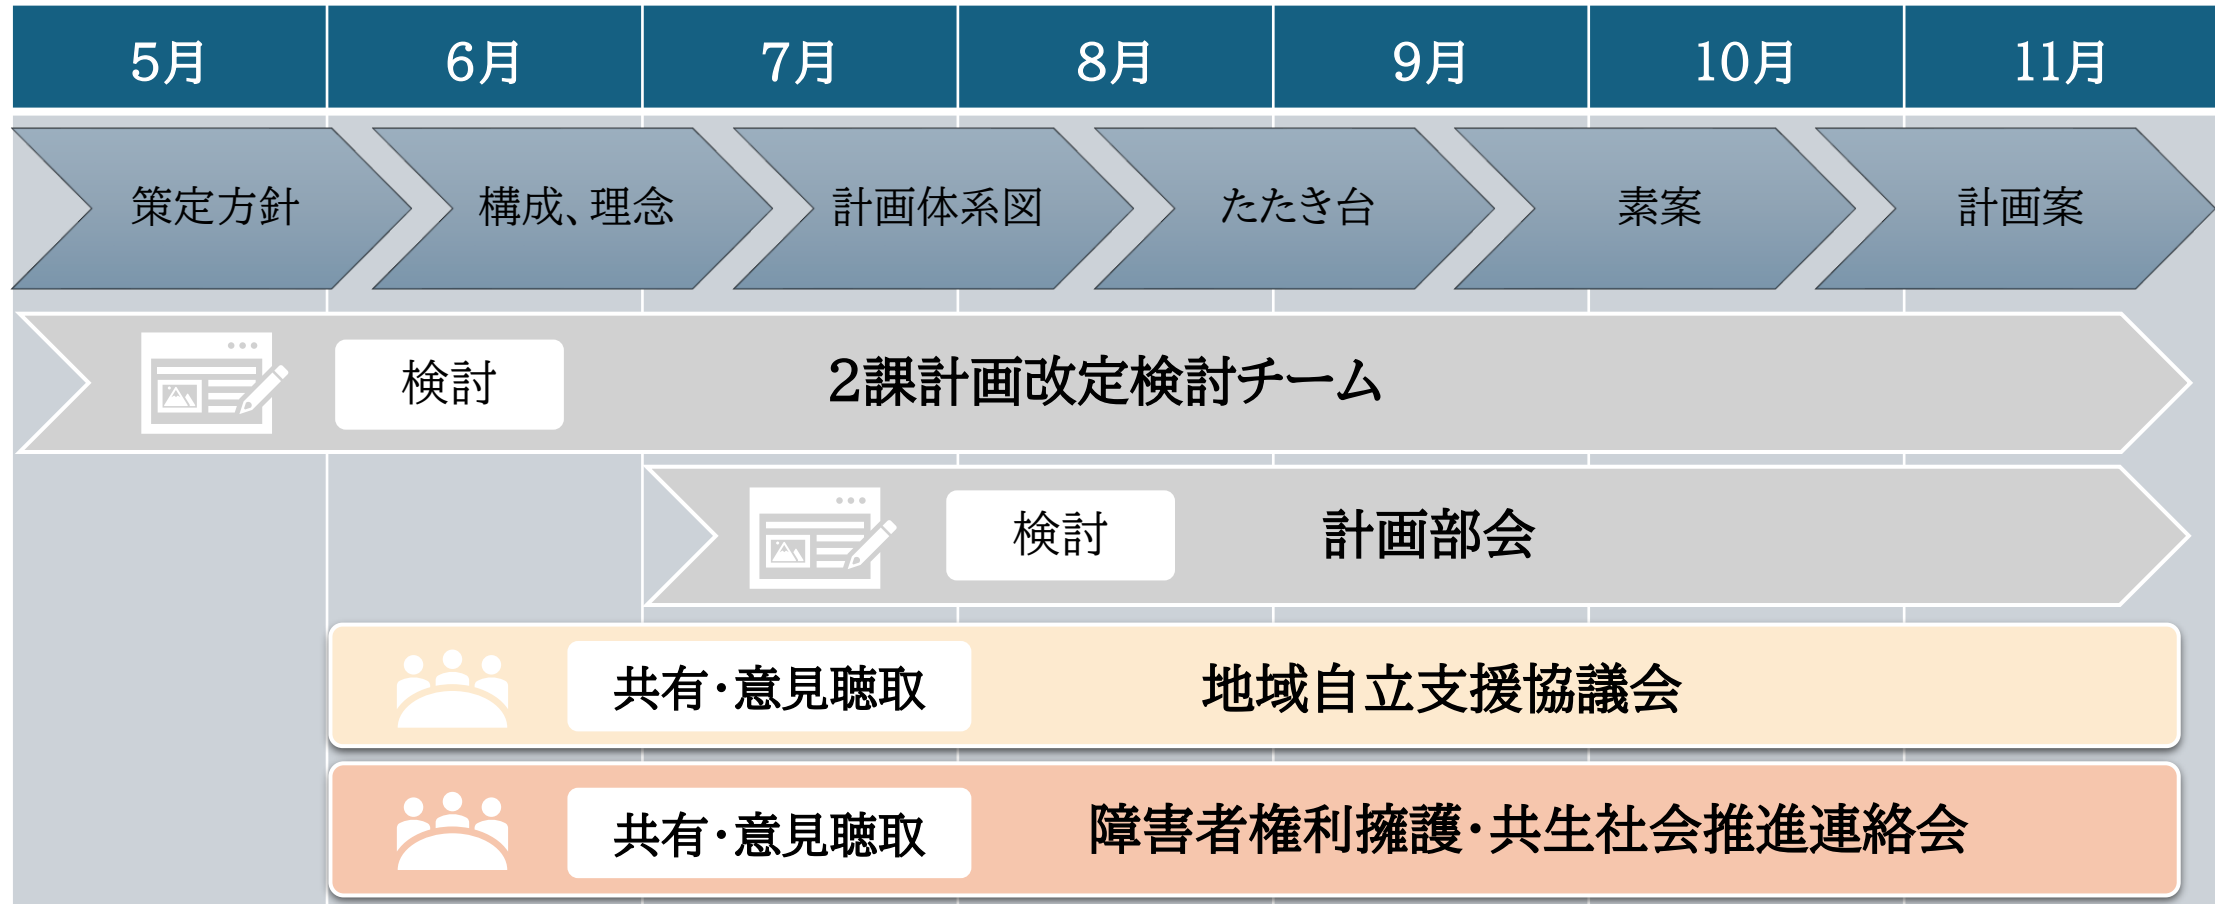 5月
6月
7月
8月
9月
10月
11月
策定方針
構成、理念
計画体系図
たたき台
素案
計画案
検討
2課計画改定検討チーム
検討
計画部会
共有・意見聴取
地域自立支援協議会
共有・意見聴取
障害者権利擁護・共生社会推進連絡会